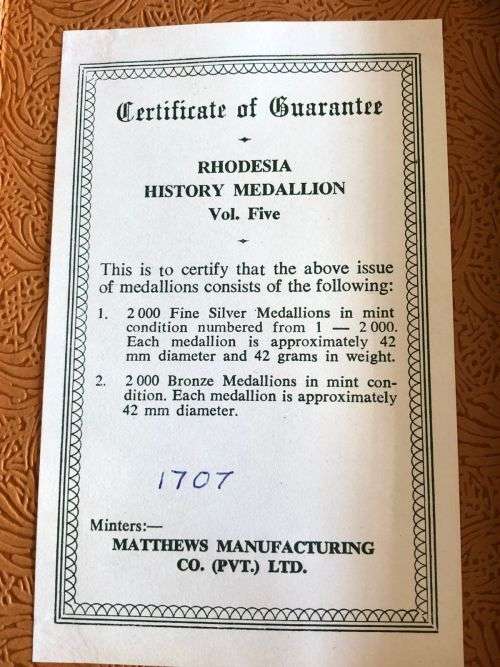 Certificate of Guarantee
RHODESIA
HISTORY MEDALLION
Vol. Five
This is to certify that the above issue
of medallions consists of the following:
1. 2 000 Fine Silver Medallions in mint
condition numbered from 1 — 2 000.
Each medallion is approximately 42
mm diameter and 42 grams in weight.
2. 2 000 Bronze Medallions in mint con-
dition. Each medallion is approximately
42 mm diameter.
1707
Minters:—
MATTHEWS MANUFACTURING
CO. (PVT.) LTD.